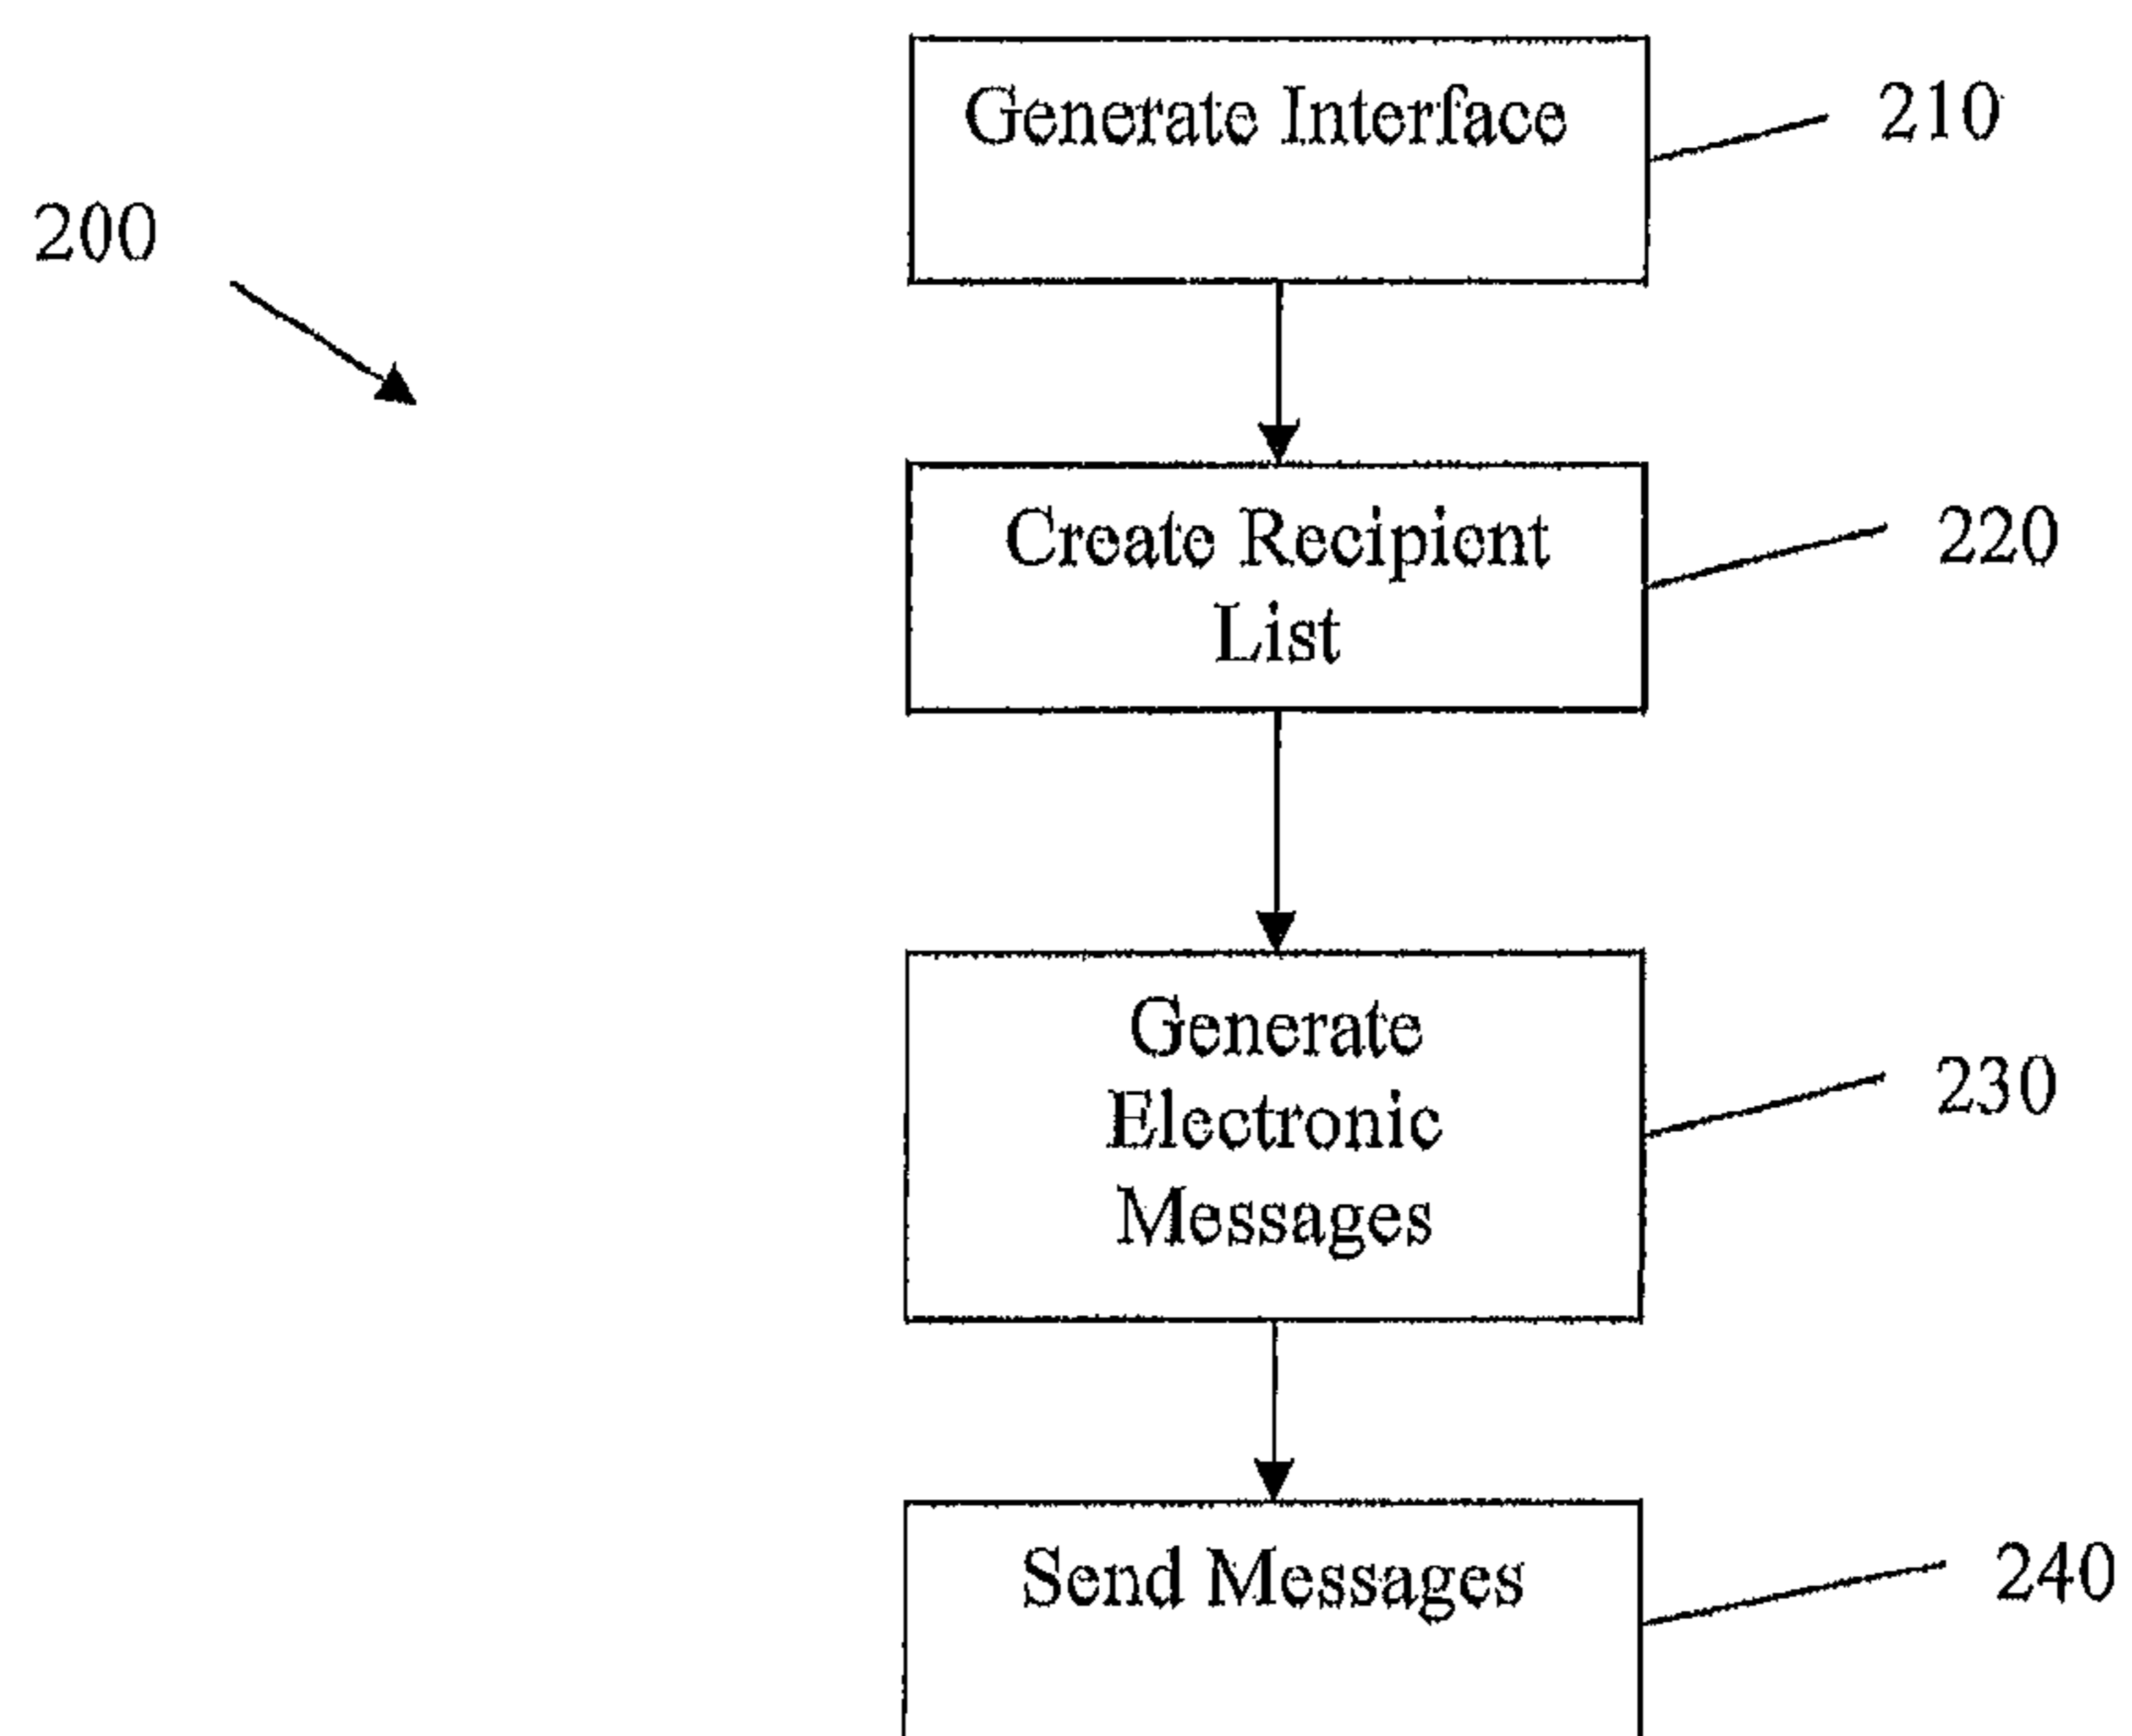 Generate Interface
210
200
Create Recipient
List
220
Generate
Electronic
Messages
230
Send Messages
240